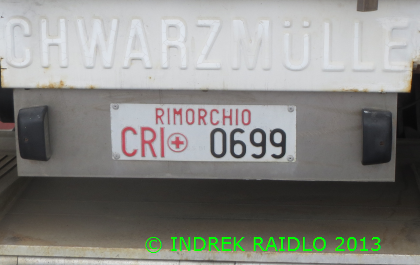 CHWARZMÜLLE
RIMORCHIO
CRI 0699
© INDREK RAIDLO 2013